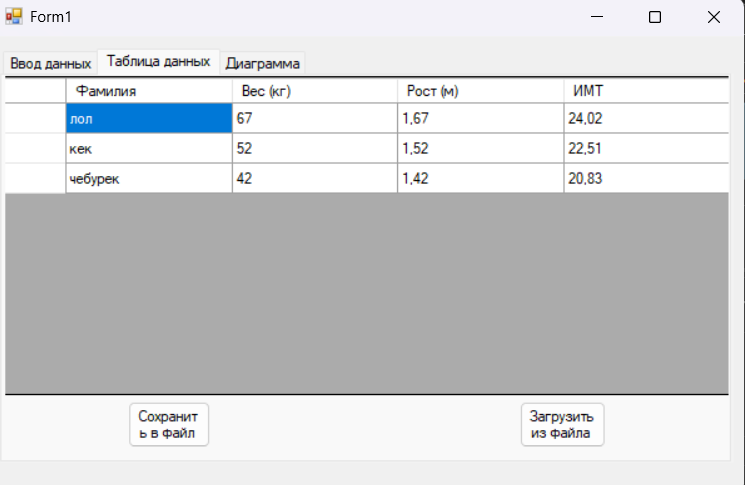 Form1
Ввод данных Таблица данных Диаграмма
Фамилия Вес (кг) Рост (м) ИМТ
лол 67 1,67 24,02
кек 52 1,52 22,51
чебурек 42 1,42 20,83
Сохранит
ь в файл
Загрузить
из файла